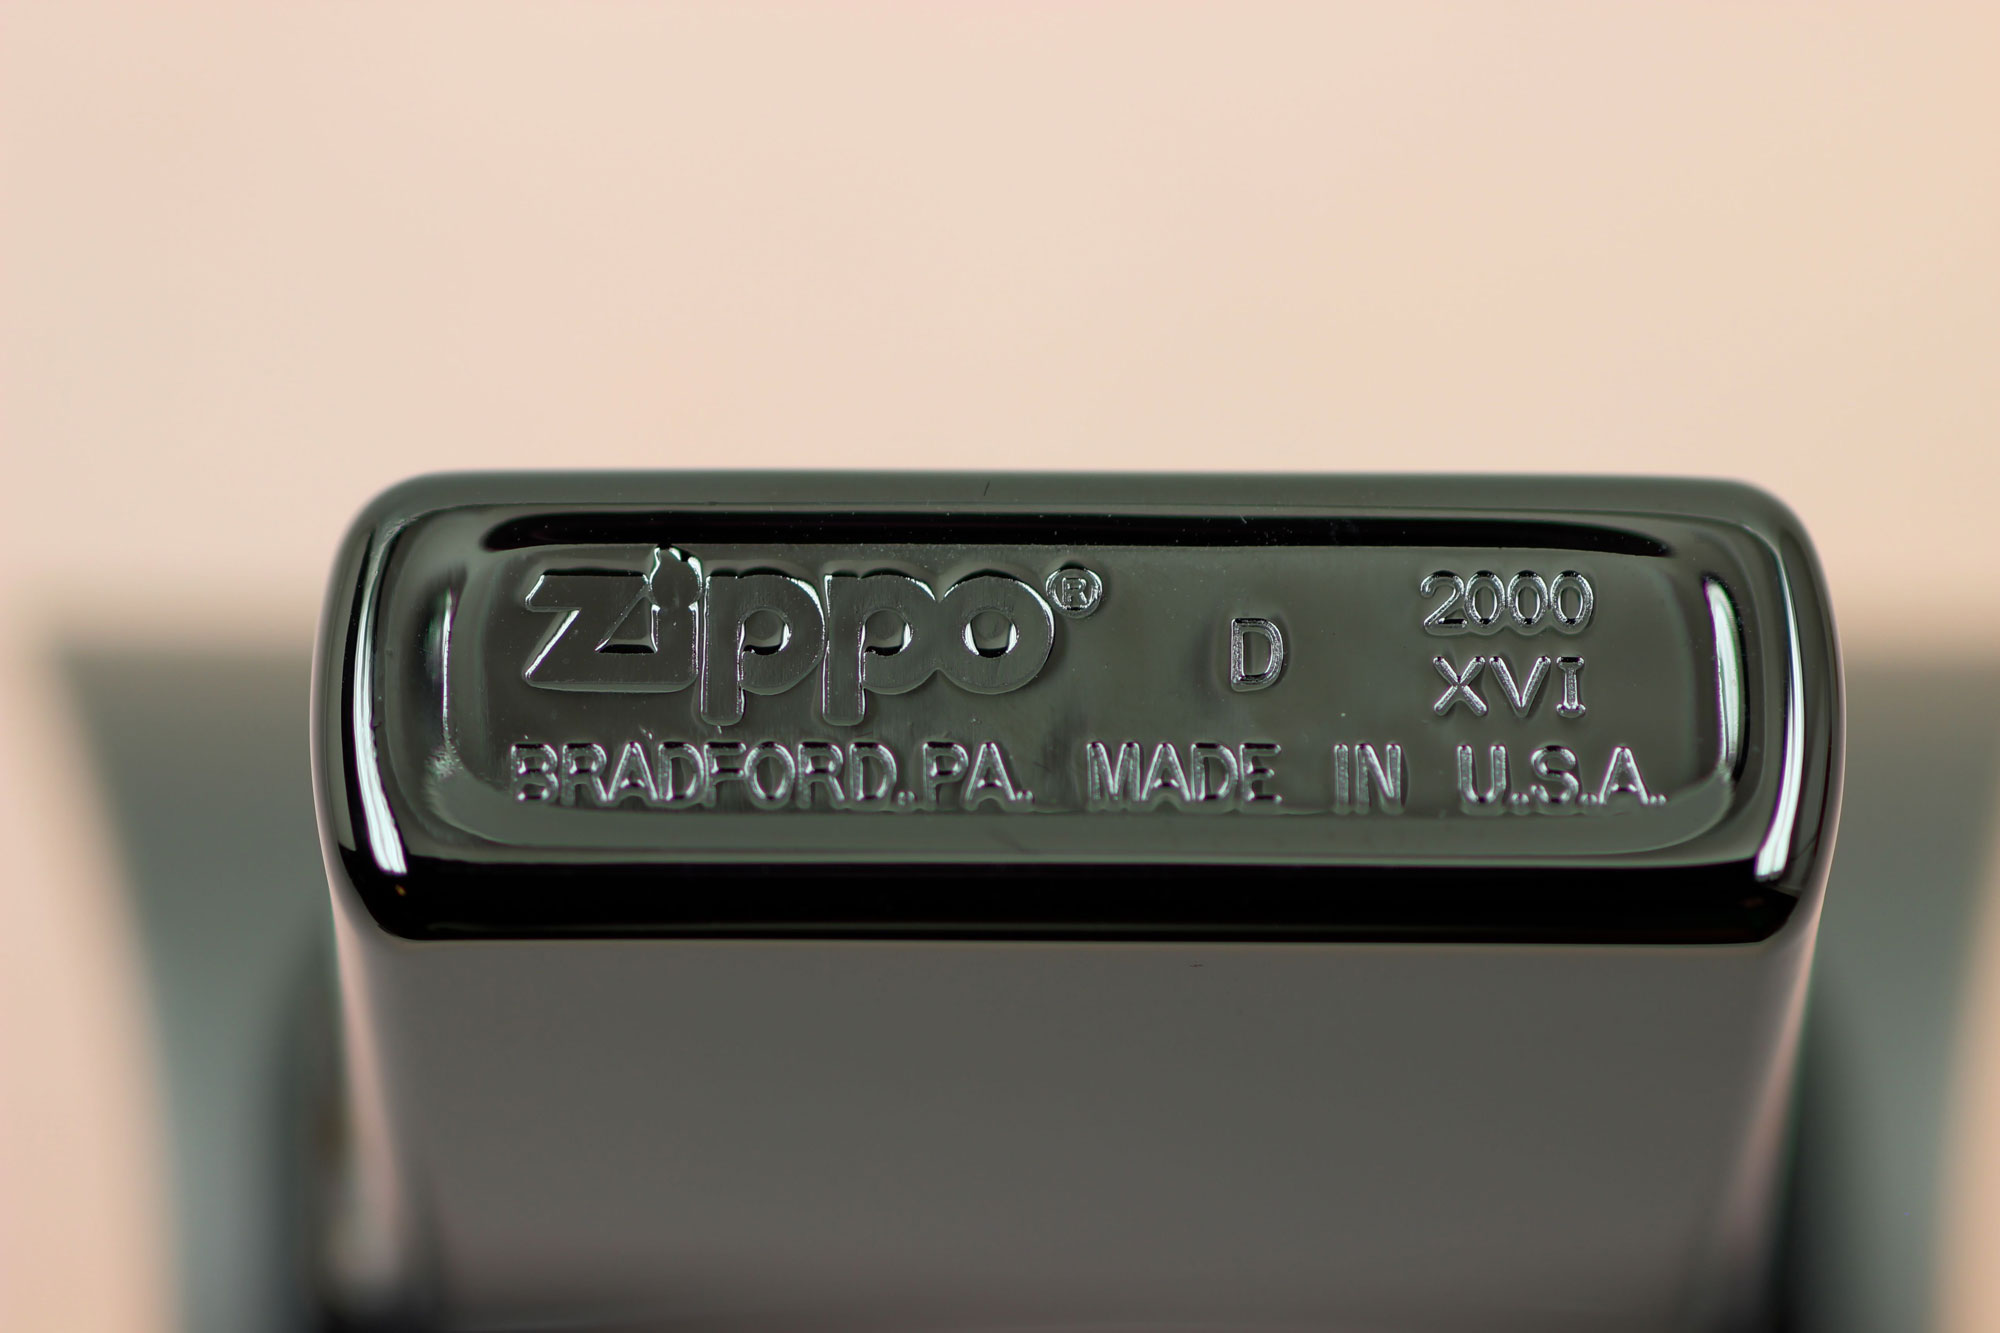 Zippo®
D
2000
XVI
BRADFORD.PA. MADE IN U.S.A.